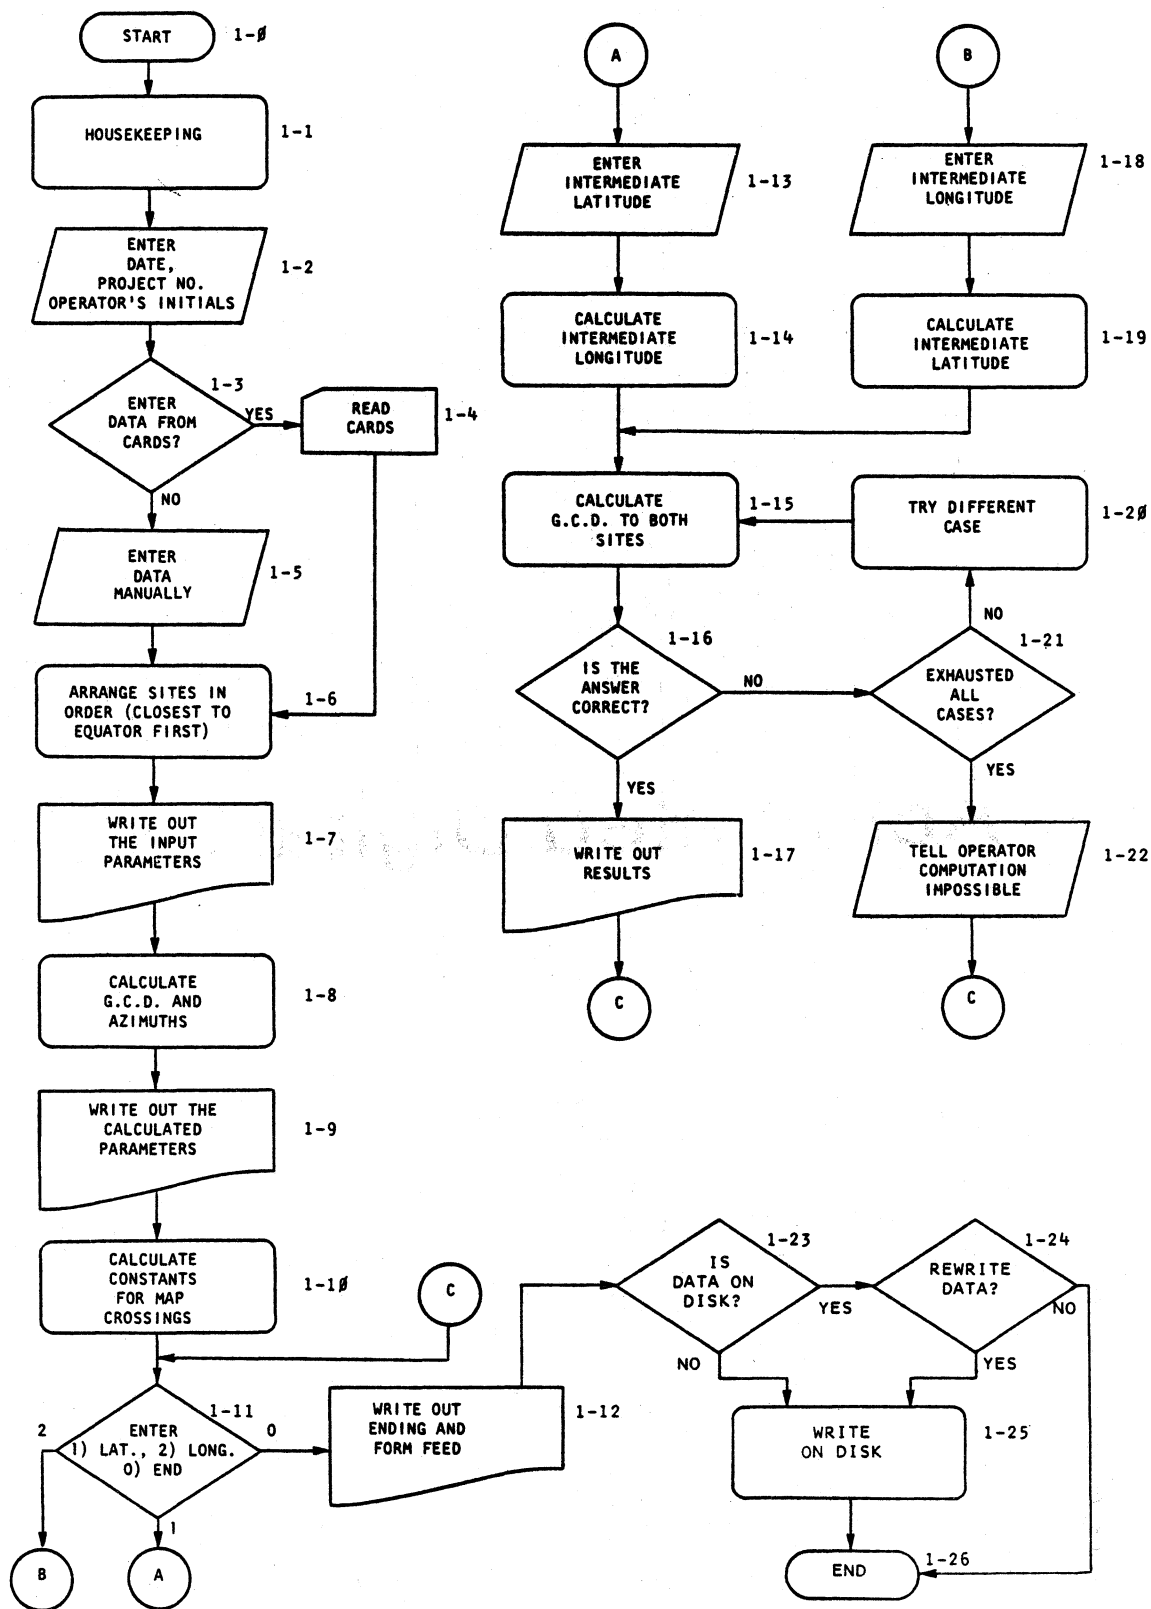 START
1-Ø
HOUSEKEEPING
1-1
ENTER
DATE,
PROJECT NO.
OPERATOR'S INITIALS
1-2
1-3
ENTER
DATA FROM
CARDS?
YES
NO
READ
CARDS
1-4
ENTER
DATA
MANUALLY
1-5
ARRANGE SITES IN
ORDER (CLOSEST TO
EQUATOR FIRST)
1-6
WRITE OUT
THE INPUT
PARAMETERS
1-7
CALCULATE
G.C.D. AND
AZIMUTHS
1-8
WRITE OUT THE
CALCULATED
PARAMETERS
1-9
CALCULATE
CONSTANTS
FOR MAP
CROSSINGS
1-1Ø
C
1-11
ENTER
1) LAT., 2) LONG.
0) END
2
0
1
B
A
WRITE OUT
ENDING AND
FORM FEED
1-12
A
ENTER
INTERMEDIATE
LATITUDE
1-13
CALCULATE
INTERMEDIATE
LONGITUDE
1-14
CALCULATE
G.C.D. TO BOTH
SITES
1-15
1-16
IS THE
ANSWER
CORRECT?
NO
YES
WRITE OUT
RESULTS
1-17
C
B
ENTER
INTERMEDIATE
LONGITUDE
1-18
CALCULATE
INTERMEDIATE
LATITUDE
1-19
TRY DIFFERENT
CASE
1-2Ø
NO
1-21
EXHAUSTED
ALL
CASES?
YES
TELL OPERATOR
COMPUTATION
IMPOSSIBLE
1-22
C
1-23
IS
DATA ON
DISK?
YES
NO
1-24
REWRITE
DATA?
NO
YES
WRITE
ON DISK
1-25
END
1-26